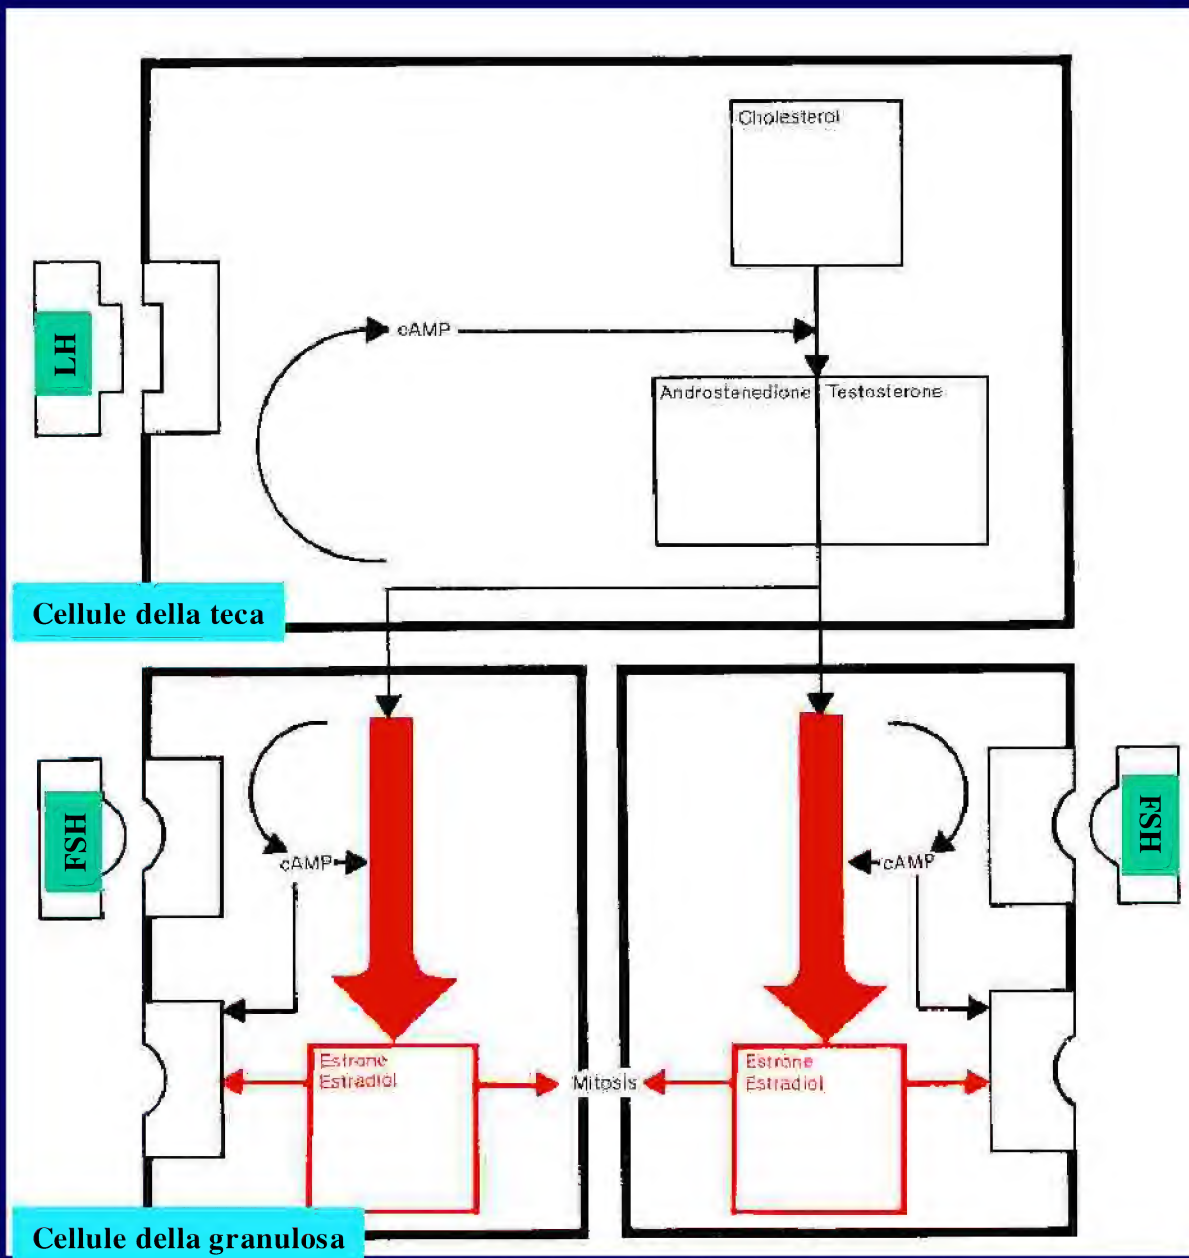 Cholesterol
LH
cAMP
Androstenedione Testosterone
Cellule della teca
FSH
FSH
cAMP
cAMP
Estrone
Estradiol
Mitosis
Estrone
Estradiol
Cellule della granulosa